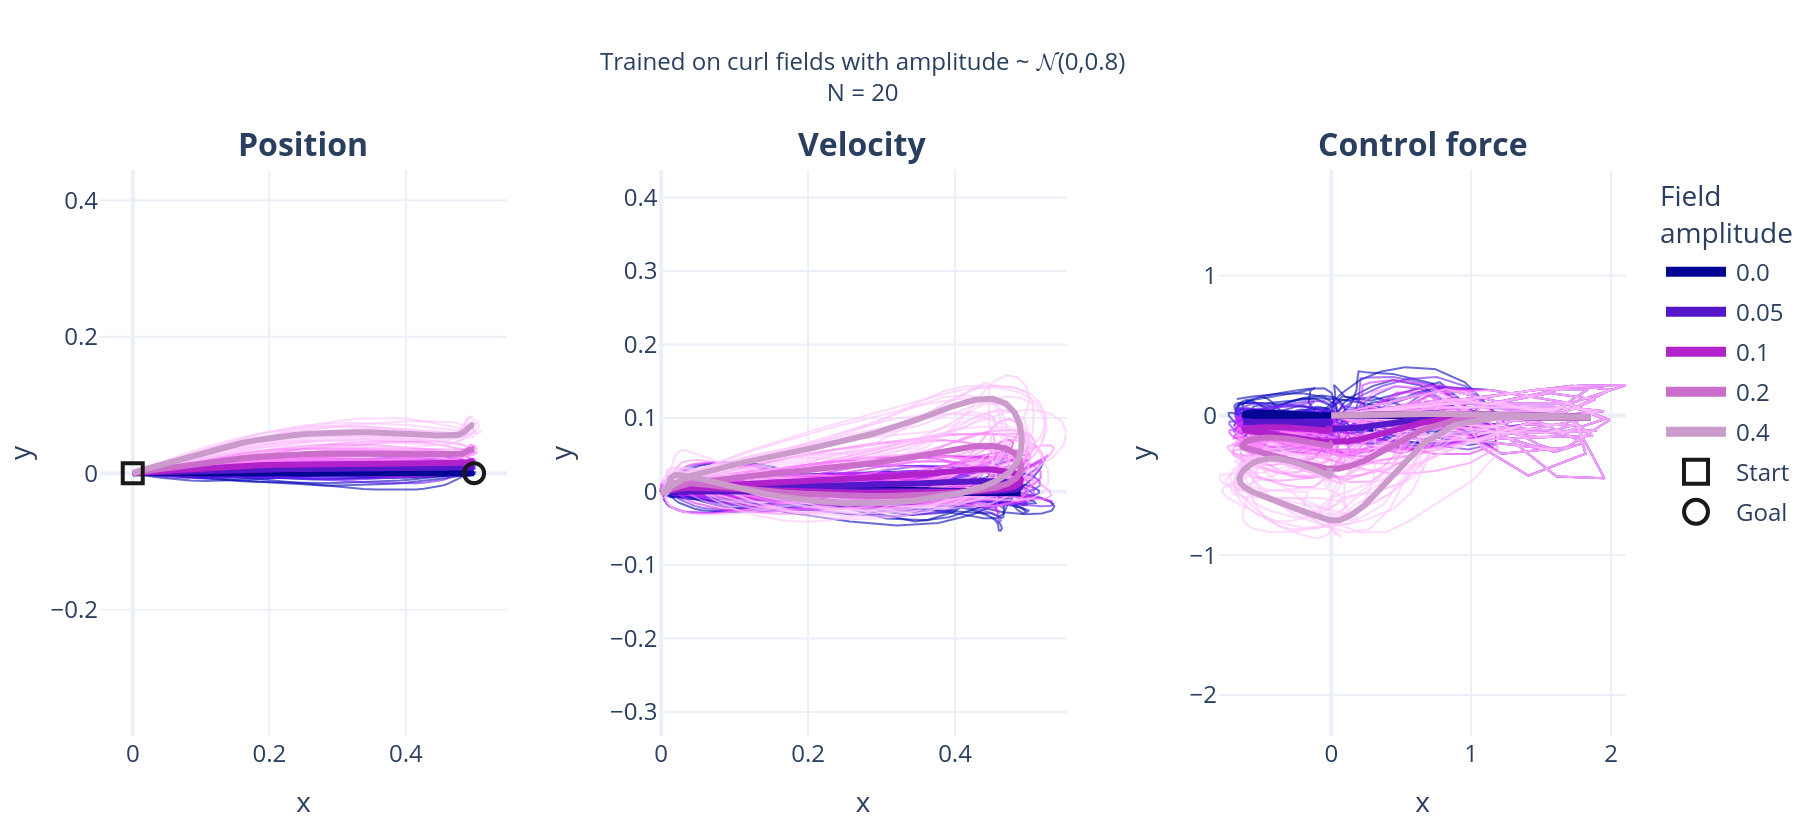 Trained on curl fields with amplitude ~ 𝒩(0,0.8)
N = 20
Position
Velocity
Control force
y
0.4
0.2
0
−0.2
0
0.2
0.4
x
y
0.4
0.3
0.2
0.1
0
−0.1
−0.2
−0.3
0
0.2
0.4
x
y
1
0
−1
−2
0
1
2
x
Field
amplitude
0.0
0.05
0.1
0.2
0.4
Start
Goal